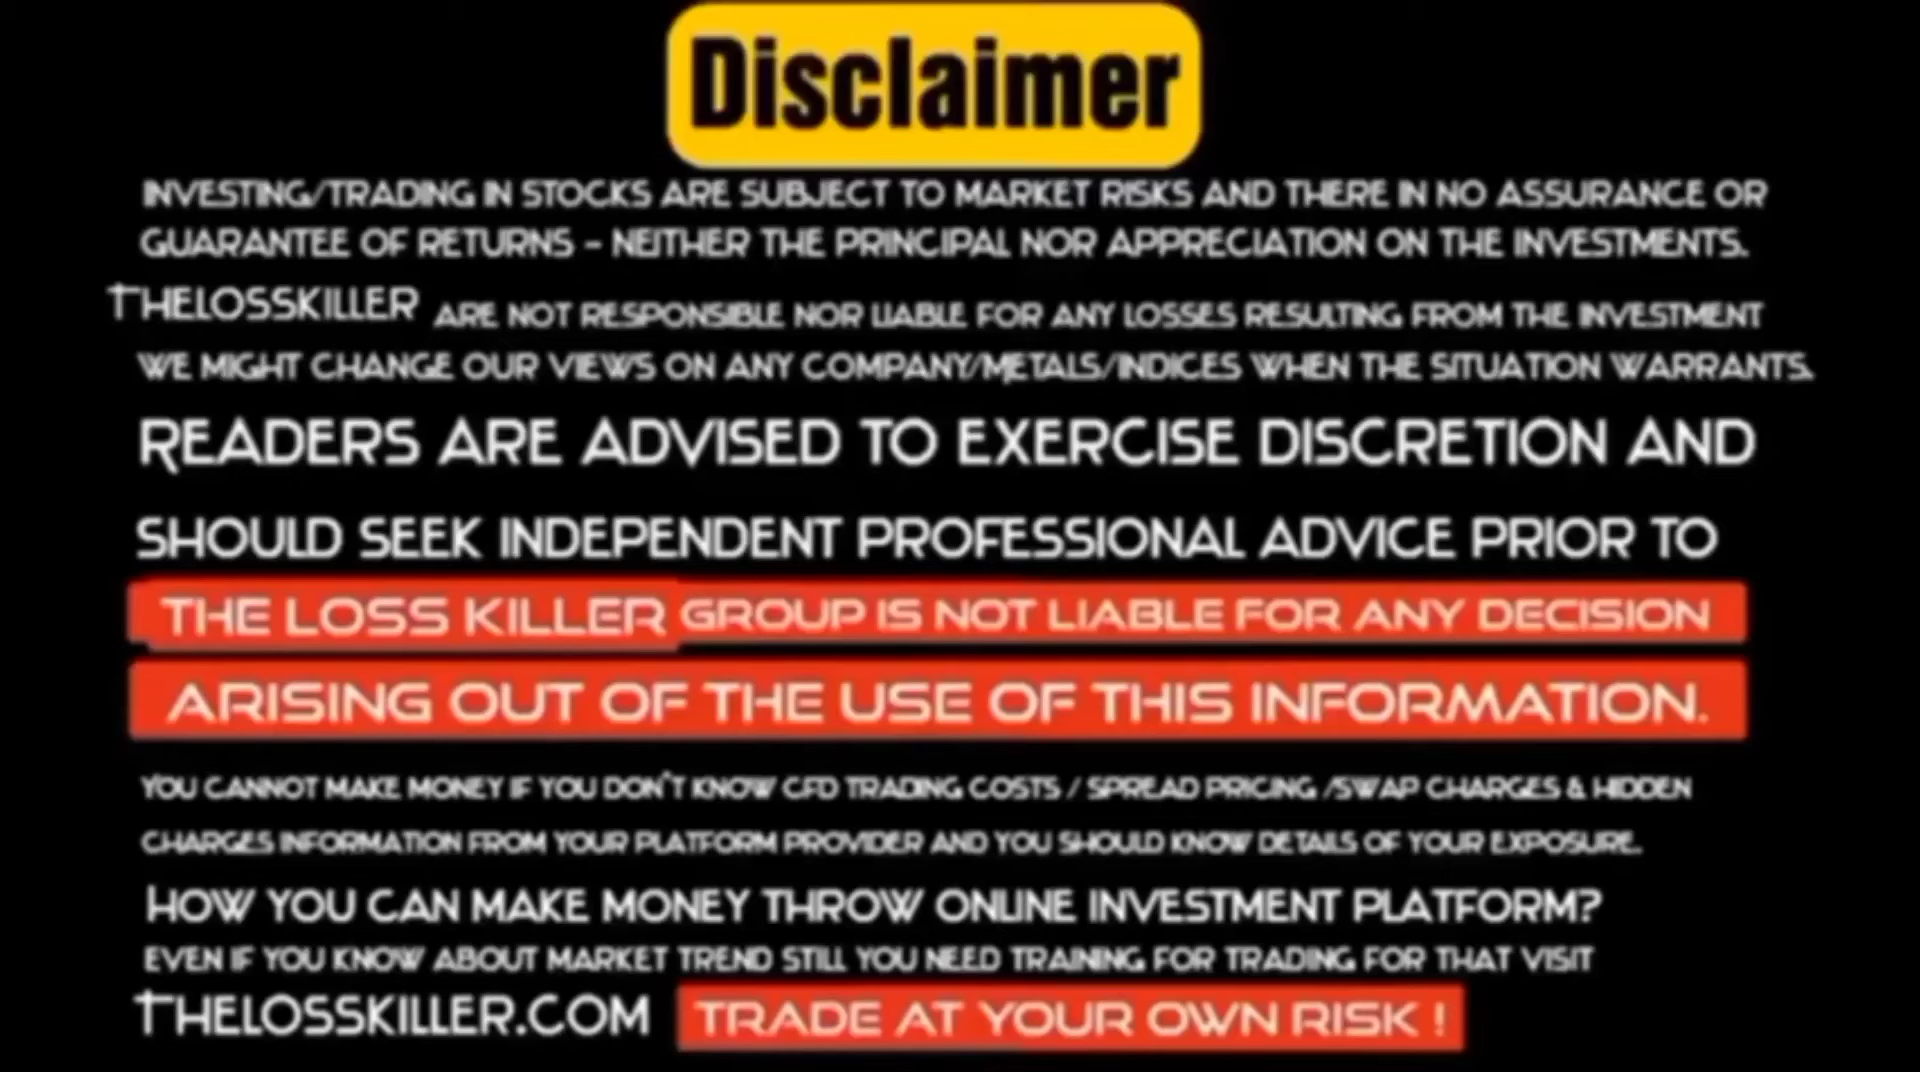 Disclaimer
INVESTING/TRADING IN STOCKS ARE SUBJECT TO MARKET RISKS AND THERE IN NO ASSURANCE OR
GUARANTEE OF RETURNS - NEITHER THE PRINCIPAL NOR APPRECIATION ON THE INVESTMENTS.
THELOSSKILLER ARE NOT RESPONSIBLE NOR LIABLE FOR ANY LOSSES RESULTING FROM THE INVESTMENT
WE MIGHT CHANGE OUR VIEWS ON ANY COMPANY/METALS/INDICES WHEN THE SITUATION WARRANTS.
READERS ARE ADVISED TO EXERCISE DISCRETION AND
SHOULD SEEK INDEPENDENT PROFESSIONAL ADVICE PRIOR TO
THE LOSS KILLER GROUP IS NOT LIABLE FOR ANY DECISION
ARISING OUT OF THE USE OF THIS INFORMATION.
YOU CANNOT MAKE MONEY IF YOU DON'T KNOW CFD TRADING COSTS / SPREAD PRICING /SWAP CHARGES & HIDDEN
CHARGES INFORMATION FROM YOUR PLATFORM PROVIDER AND YOU SHOULD KNOW DETAILS OF YOUR EXPOSURE.
HOW YOU CAN MAKE MONEY THROW ONLINE INVESTMENT PLATFORM?
EVEN IF YOU KNOW ABOUT MARKET TREND STILL YOU NEED TRAINING FOR TRADING FOR THAT VISIT
THELOSSKILLER.COM TRADE AT YOUR OWN RISK !